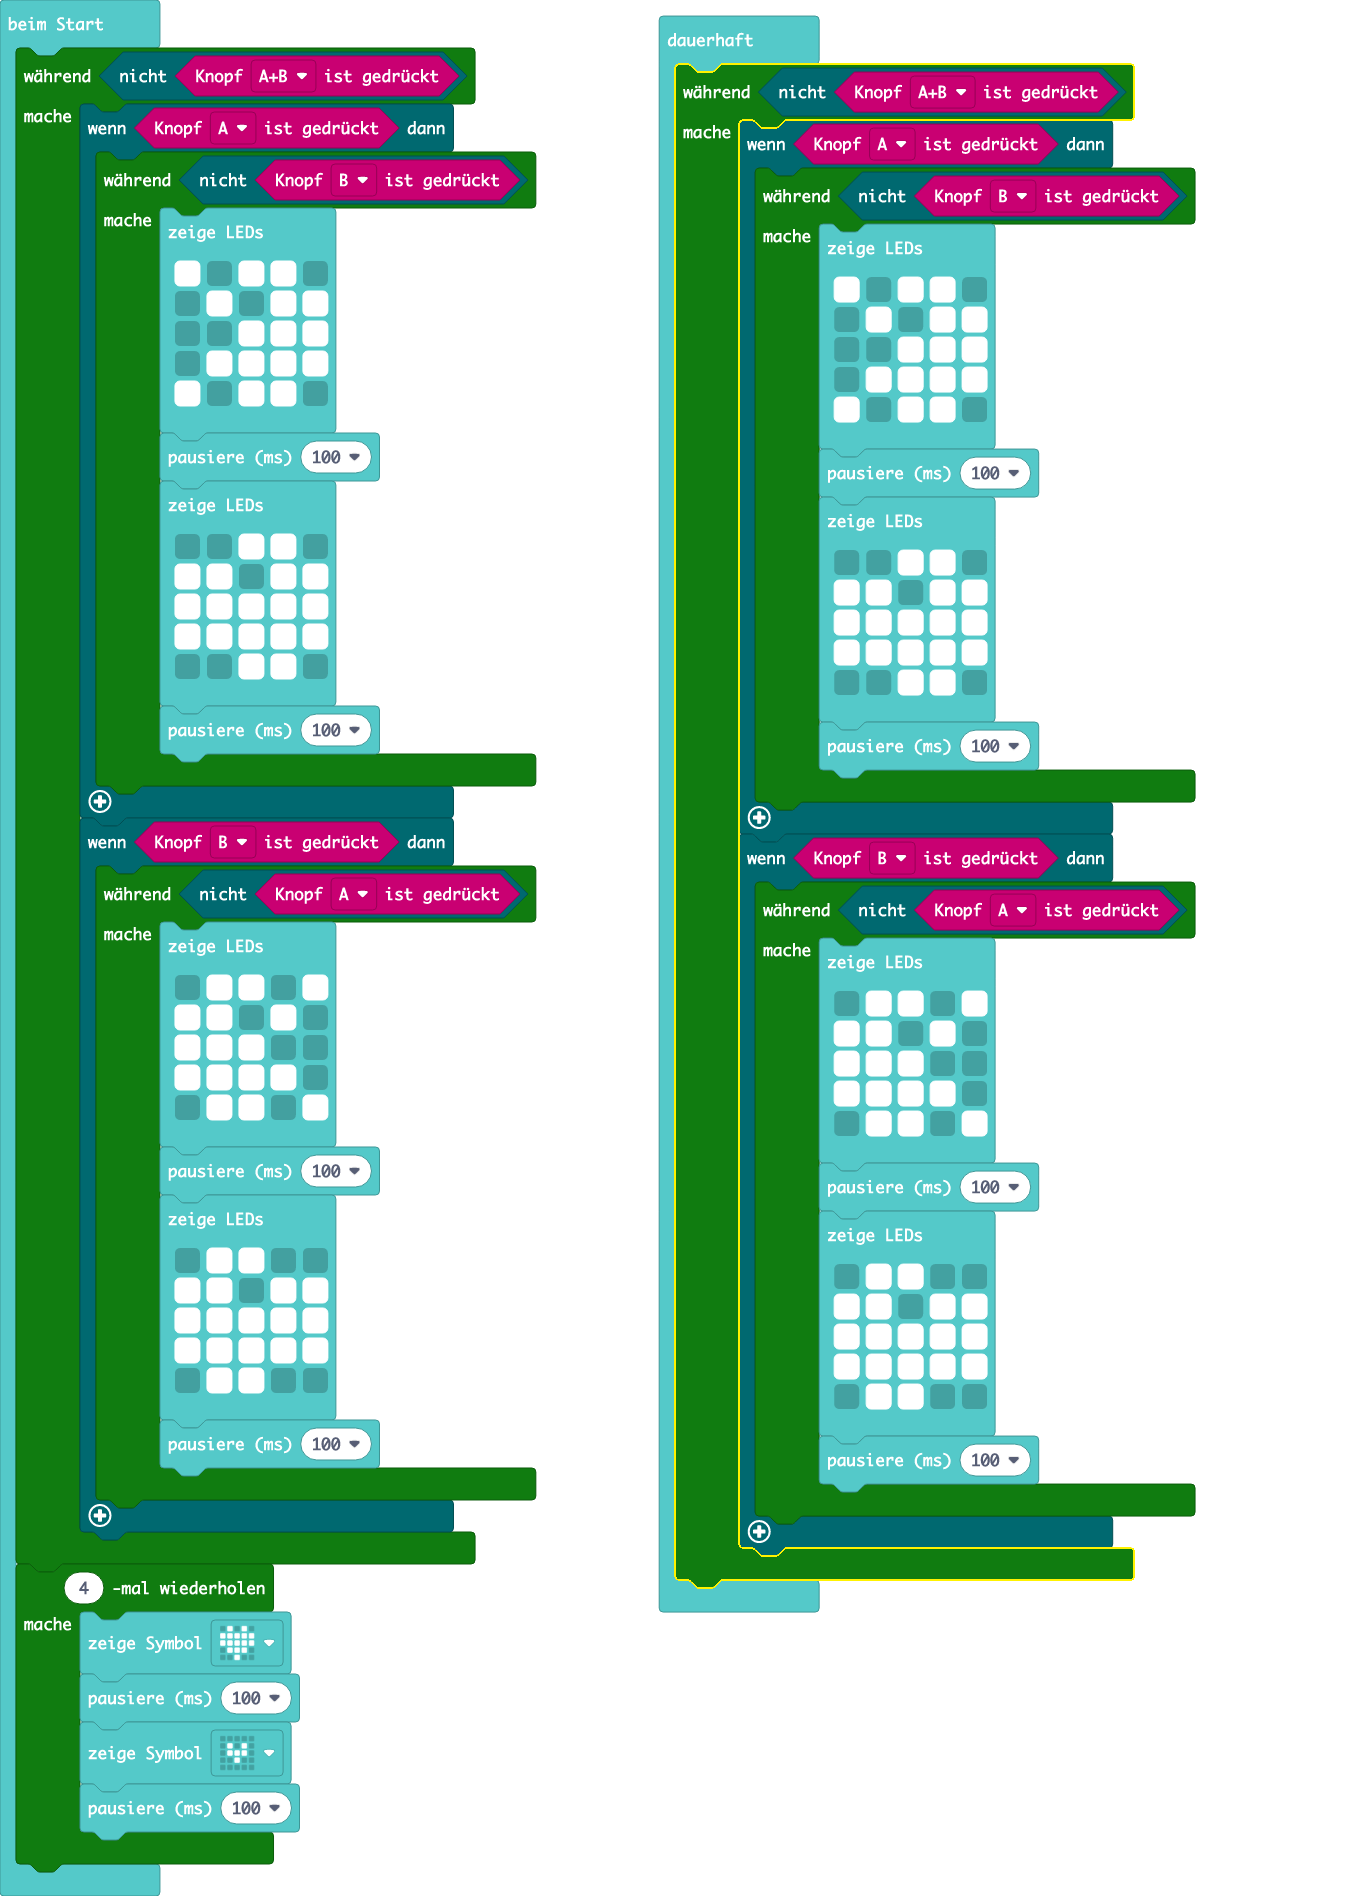 beim Start
während nicht Knopf A+B ist gedrückt
mache wenn Knopf A ist gedrückt dann
während nicht Knopf B ist gedrückt
mache zeige LEDs
pausiere (ms) 100
zeige LEDs
pausiere (ms) 100
wenn Knopf B ist gedrückt dann
während nicht Knopf A ist gedrückt
mache zeige LEDs
pausiere (ms) 100
zeige LEDs
pausiere (ms) 100
4 -mal wiederholen
mache zeige Symbol
pausiere (ms) 100
zeige Symbol
pausiere (ms) 100
dauerhaft
während nicht Knopf A+B ist gedrückt
mache wenn Knopf A ist gedrückt dann
während nicht Knopf B ist gedrückt
mache zeige LEDs
pausiere (ms) 100
zeige LEDs
pausiere (ms) 100
wenn Knopf B ist gedrückt dann
während nicht Knopf A ist gedrückt
mache zeige LEDs
pausiere (ms) 100
zeige LEDs
pausiere (ms) 100